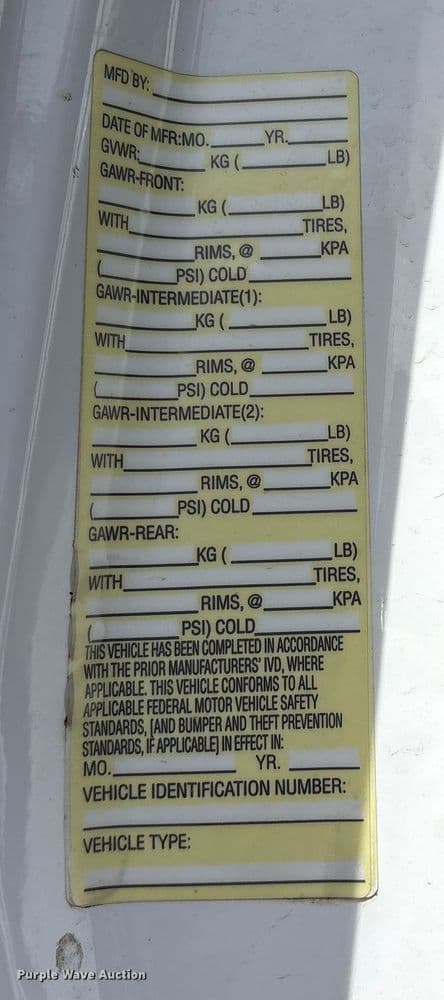 MFD BY:
DATE OF MFR:MO. YR.
GVWR: KG ( LB)
GAWR-FRONT:
KG ( LB)
WITH TIRES,
RIMS, @ KPA
( PSI) COLD
GAWR-INTERMEDIATE(1):
KG ( LB)
WITH TIRES,
RIMS, @ KPA
( PSI) COLD
GAWR-INTERMEDIATE(2):
KG ( LB)
WITH TIRES,
RIMS, @ KPA
( PSI) COLD
GAWR-REAR:
KG ( LB)
WITH TIRES,
RIMS, @ KPA
( PSI) COLD
THIS VEHICLE HAS BEEN COMPLETED IN ACCORDANCE
WITH THE PRIOR MANUFACTURERS' IVD, WHERE
APPLICABLE. THIS VEHICLE CONFORMS TO ALL
APPLICABLE FEDERAL MOTOR VEHICLE SAFETY
STANDARDS, [AND BUMPER AND THEFT PREVENTION
STANDARDS, IF APPLICABLE] IN EFFECT IN:
MO. YR.
VEHICLE IDENTIFICATION NUMBER:
VEHICLE TYPE:
Purple Wave Auction